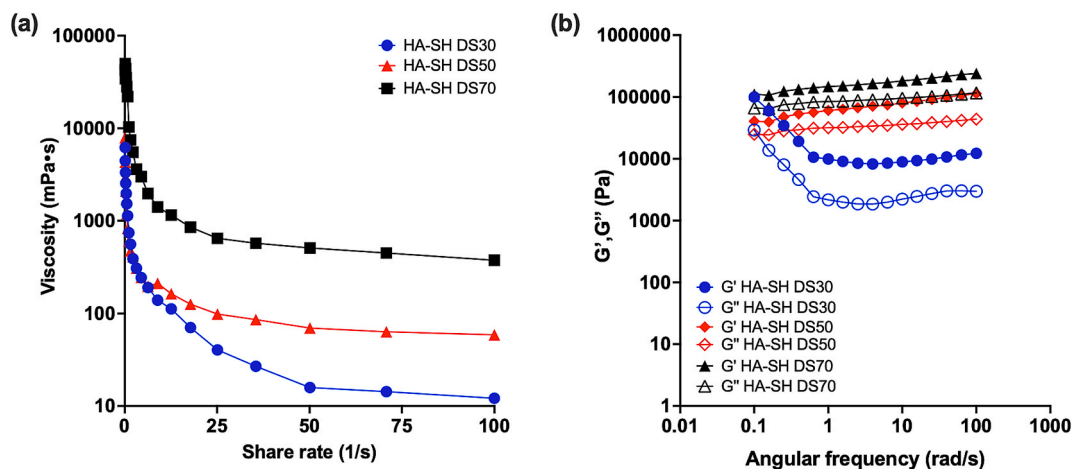 (a)
100000
10000
1000
100
10
Viscosity (mPa•s)
0
25
50
75
100
Share rate (1/s)
HA-SH DS30
HA-SH DS50
HA-SH DS70
(b)
1000000
100000
10000
1000
100
10
1
G′,G″ (Pa)
0.01
0.1
1
10
100
1000
Angular frequency (rad/s)
G' HA-SH DS30
G" HA-SH DS30
G' HA-SH DS50
G" HA-SH DS50
G' HA-SH DS70
G" HA-SH DS70